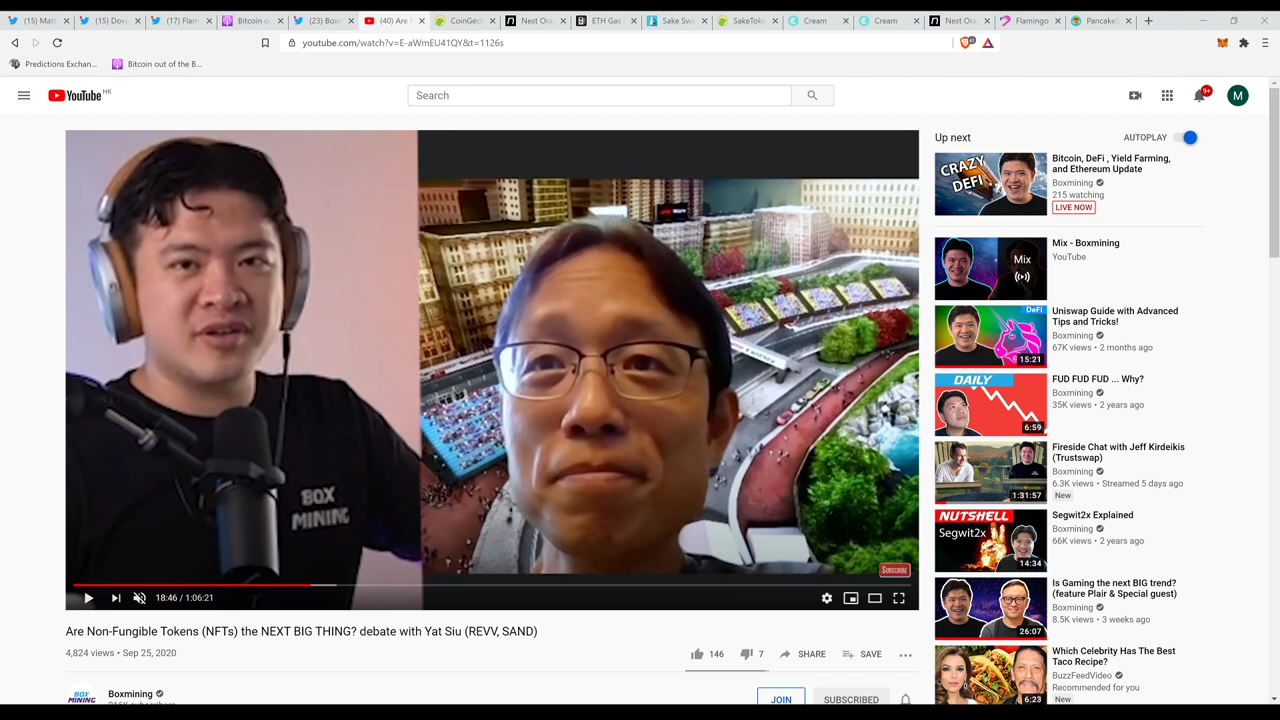 (15) Matt
(15) Dove
(17) Flam
Bitcoin o
(23) Boxm
(40) Are
CoinGeck
Nest Ora
ETH Gas
Sake Swa
SakeTok
Cream
Cream
Nest Ora
Flamingo
PancakeS
youtube.com/watch?v=E-aWmEU41QY&t=1126s
Predictions Exchan...
Bitcoin out of the B...
YouTube HK
Search
9+
M
BOX
MINING
SUBSCRIBE
18:46 / 1:06:21
Are Non-Fungible Tokens (NFTs) the NEXT BIG THING? debate with Yat Siu (REVV, SAND)
4,824 views • Sep 25, 2020
146
7
SHARE
SAVE
BOX
MINING
Boxmining
JOIN
SUBSCRIBED
Up next
AUTOPLAY
CRAZY
DEFI
Bitcoin, DeFi , Yield Farming,
and Ethereum Update
Boxmining
215 watching
LIVE NOW
Mix
Mix - Boxmining
YouTube
DeFi
15:21
Uniswap Guide with Advanced
Tips and Tricks!
Boxmining
67K views • 2 months ago
DAILY
6:59
FUD FUD FUD ... Why?
Boxmining
35K views • 2 years ago
1:31:57
Fireside Chat with Jeff Kirdeikis
(Trustswap)
Boxmining
6.3K views • Streamed 5 days ago
New
NUTSHELL
Segwit2x
14:34
Segwit2x Explained
Boxmining
66K views • 2 years ago
26:07
Is Gaming the next BIG trend?
(feature Plair & Special guest)
Boxmining
8.5K views • 3 weeks ago
6:23
Which Celebrity Has The Best
Taco Recipe?
BuzzFeedVideo
Recommended for you
New